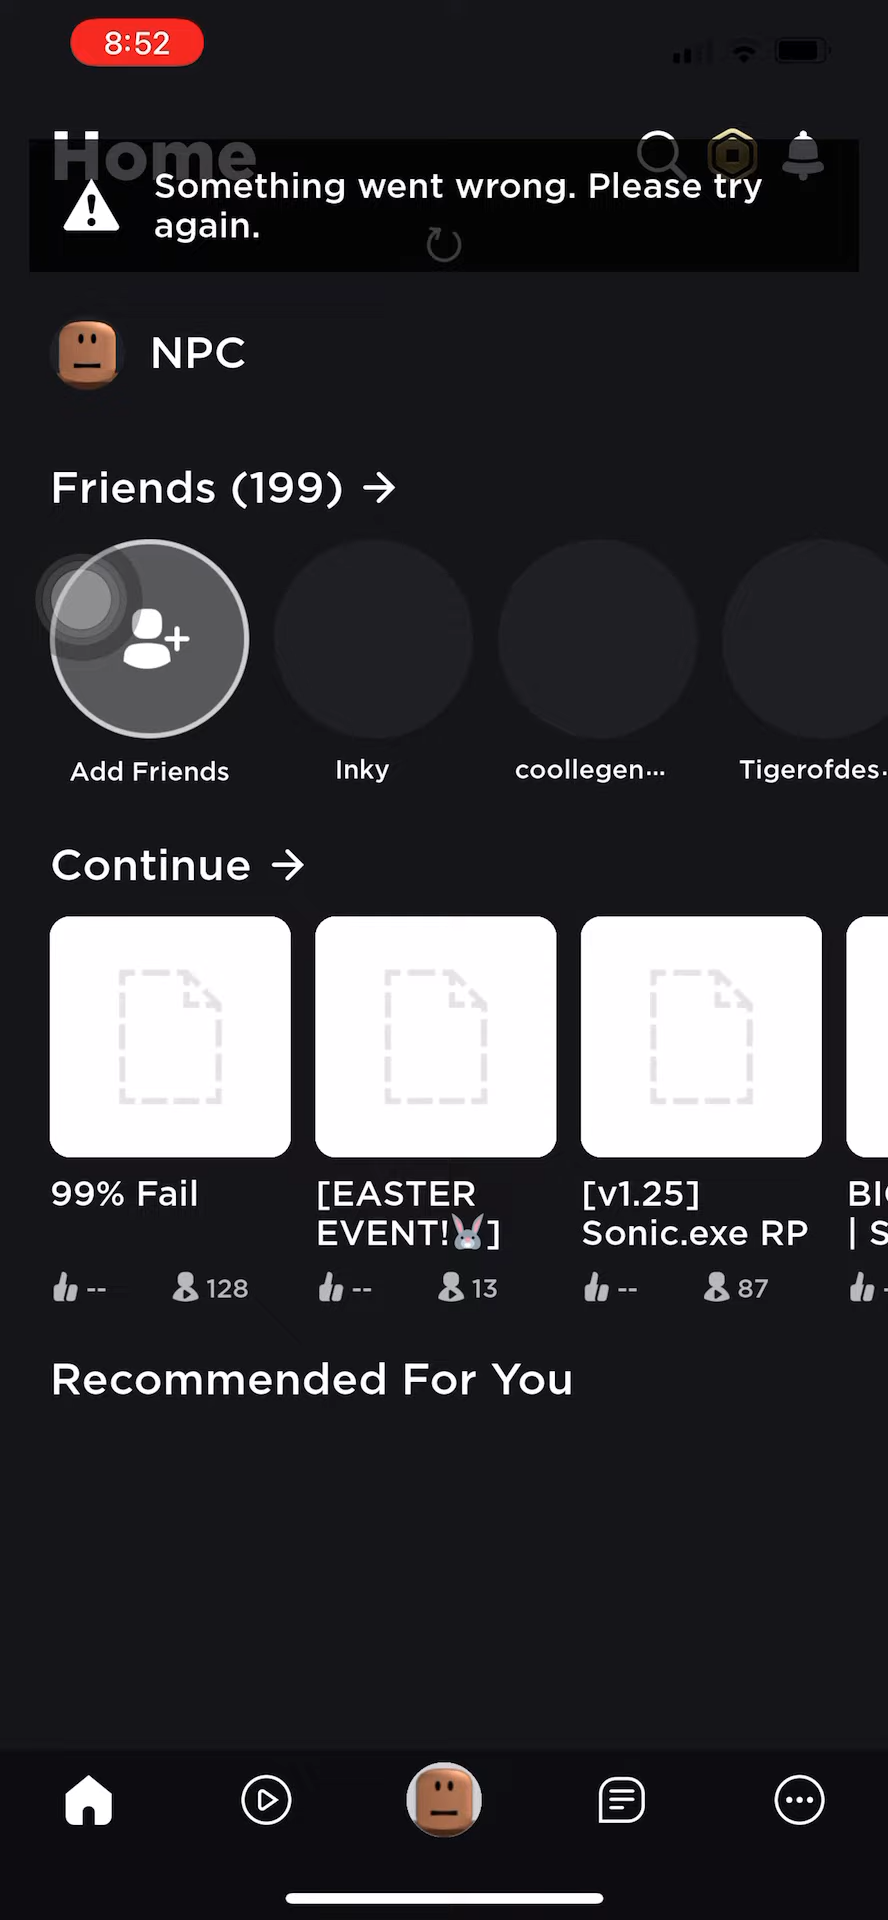 8:52
Home
Something went wrong. Please try
again.
NPC
Friends (199)
Add Friends
Inky
coollegen...
Tigerofdes.
Continue
99% Fail
[EASTER
EVENT!🐰]
[v1.25]
Sonic.exe RP
BI
| S
--
128
--
13
--
87
-
Recommended For You